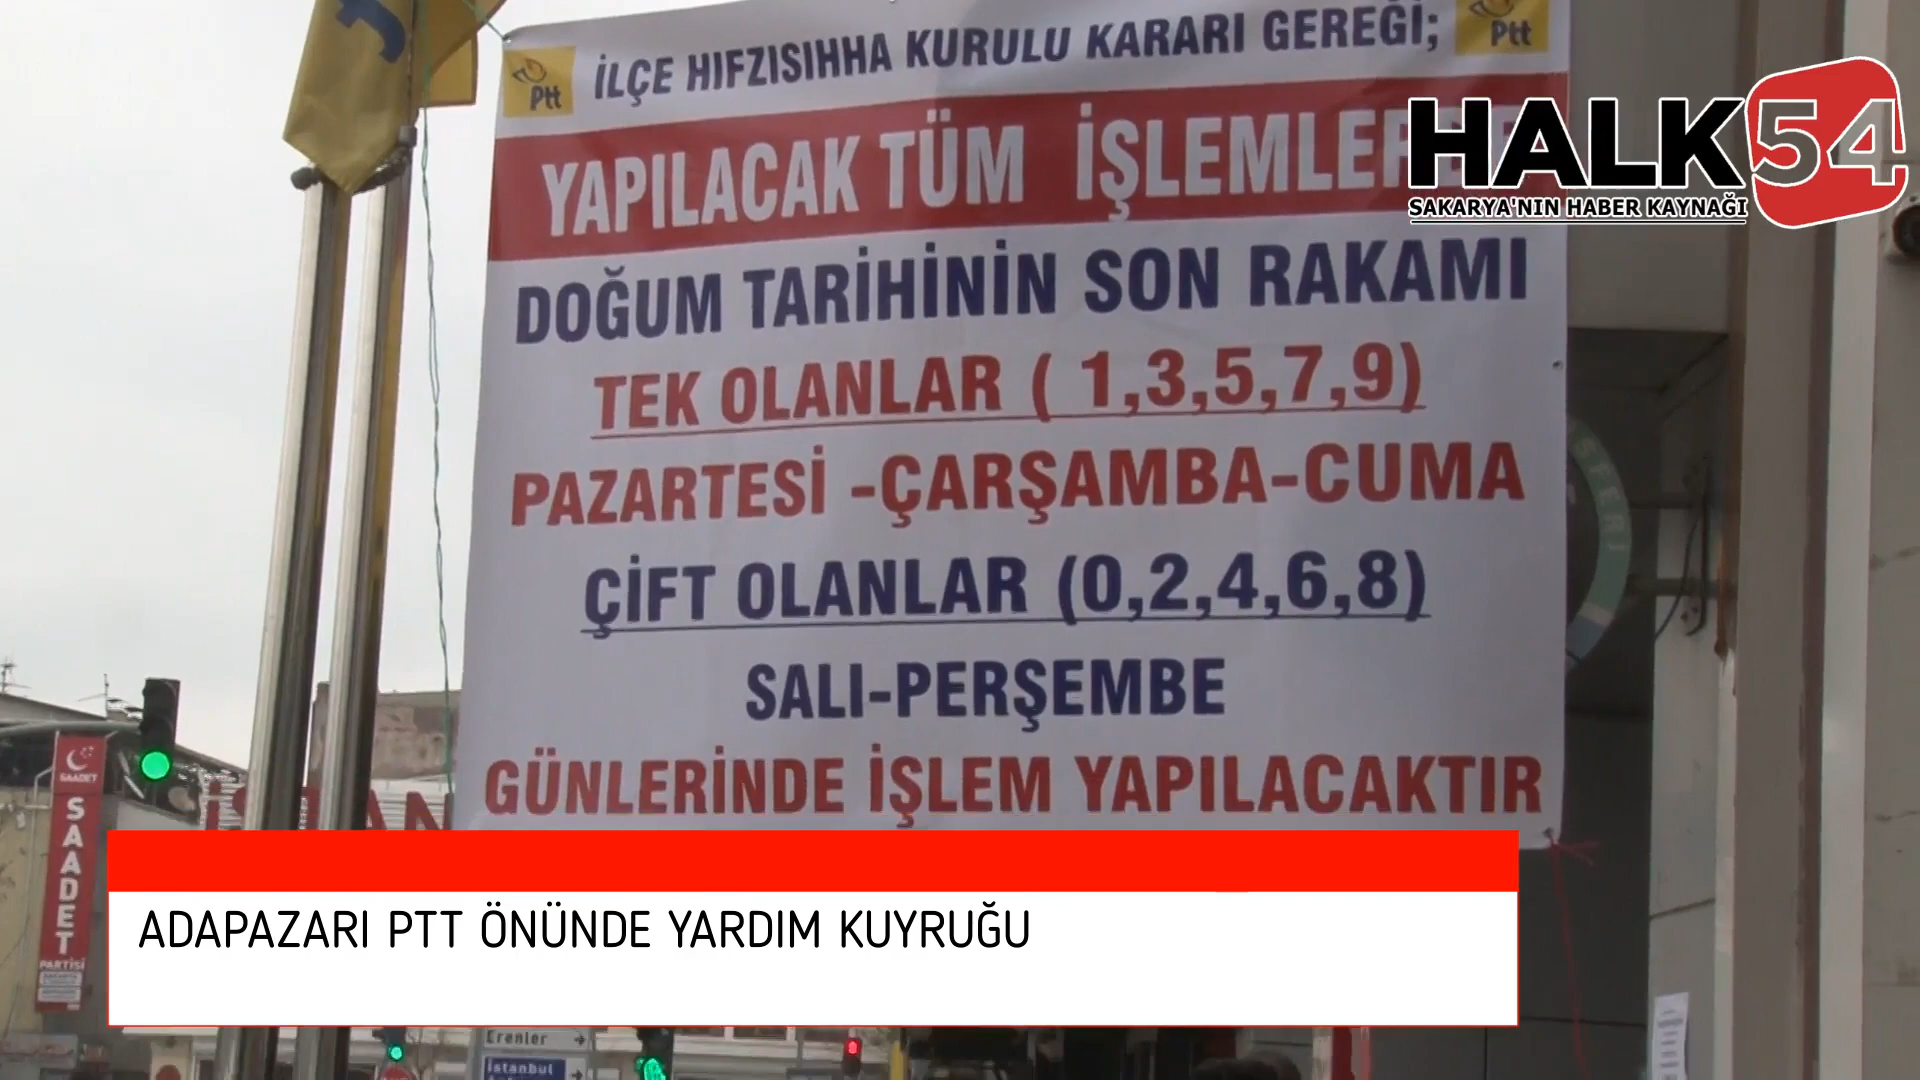 İLÇE HIFZISIHHA KURULU KARARI GEREĞİ;
Ptt
Ptt
YAPILACAK TÜM İŞLEMLERDE
HALK54
SAKARYA'NIN HABER KAYNAĞI
DOĞUM TARİHİNİN SON RAKAMI
TEK OLANLAR ( 1,3,5,7,9)
PAZARTESİ -ÇARŞAMBA-CUMA
ÇİFT OLANLAR (0,2,4,6,8)
SALI-PERŞEMBE
GÜNLERİNDE İŞLEM YAPILACAKTIR
SAADET
SAADET
PARTİSİ
ADAPAZARI PTT ÖNÜNDE YARDIM KUYRUĞU
Erenler
İstanbul